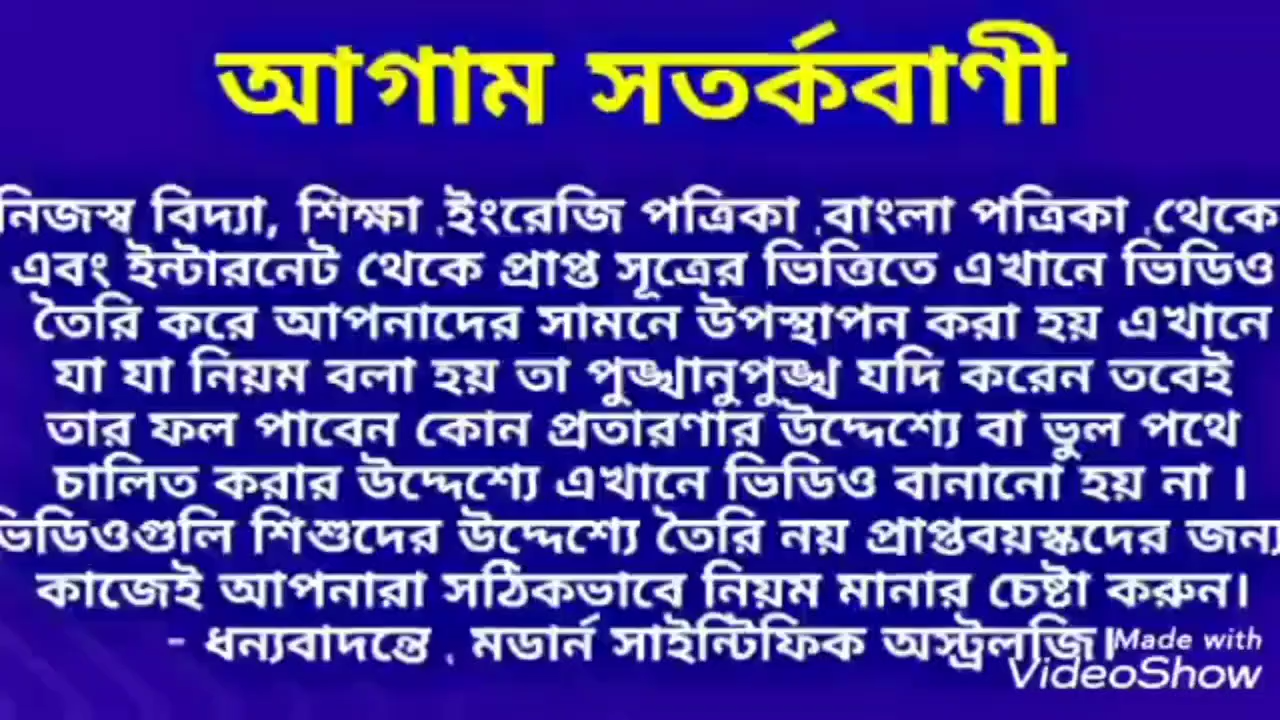 আগাম সতর্কবাণী
নিজস্ব বিদ্যা, শিক্ষা ,ইংরেজি পত্রিকা ,বাংলা পত্রিকা ,থেকে
এবং ইন্টারনেট থেকে প্রাপ্ত সূত্রের ভিত্তিতে এখানে ভিডিও
তৈরি করে আপনাদের সামনে উপস্থাপন করা হয় এখানে
যা যা নিয়ম বলা হয় তা পুঙ্খানুপুঙ্খ যদি করেন তবেই
তার ফল পাবেন কোন প্রতারণার উদ্দেশ্যে বা ভুল পথে
চালিত করার উদ্দেশ্যে এখানে ভিডিও বানানো হয় না ।
ভিডিওগুলি শিশুদের উদ্দেশ্যে তৈরি নয় প্রাপ্তবয়স্কদের জন্য
কাজেই আপনারা সঠিকভাবে নিয়ম মানার চেষ্টা করুন।
- ধন্যবাদন্তে , মডার্ন সাইন্টিফিক অস্ট্রলজি।
Made with
VideoShow